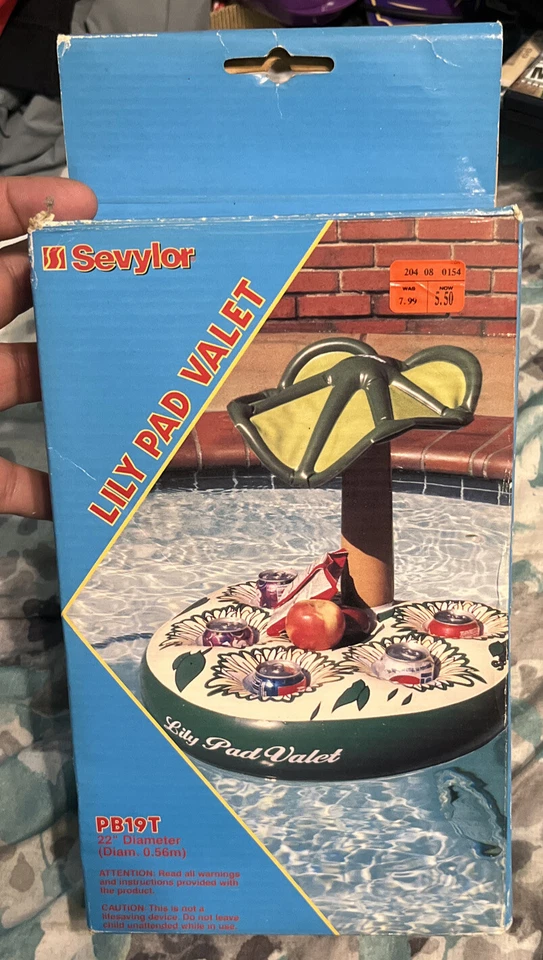 Sevylor
LILY PAD VALET
204 08 0154
WAS NOW
7.99 5.50
Lily Pad Valet
PB19T
22" Diameter
(Diam. 0.56m)
ATTENTION: Read all warnings
and instructions provided with
the product.
CAUTION: This is not a
lifesaving device. Do not leave
child unattended while in use.